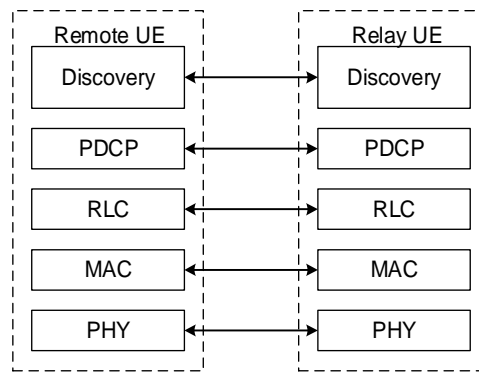 Remote UE
Relay UE
Discovery
Discovery
PDCP
PDCP
RLC
RLC
MAC
MAC
PHY
PHY